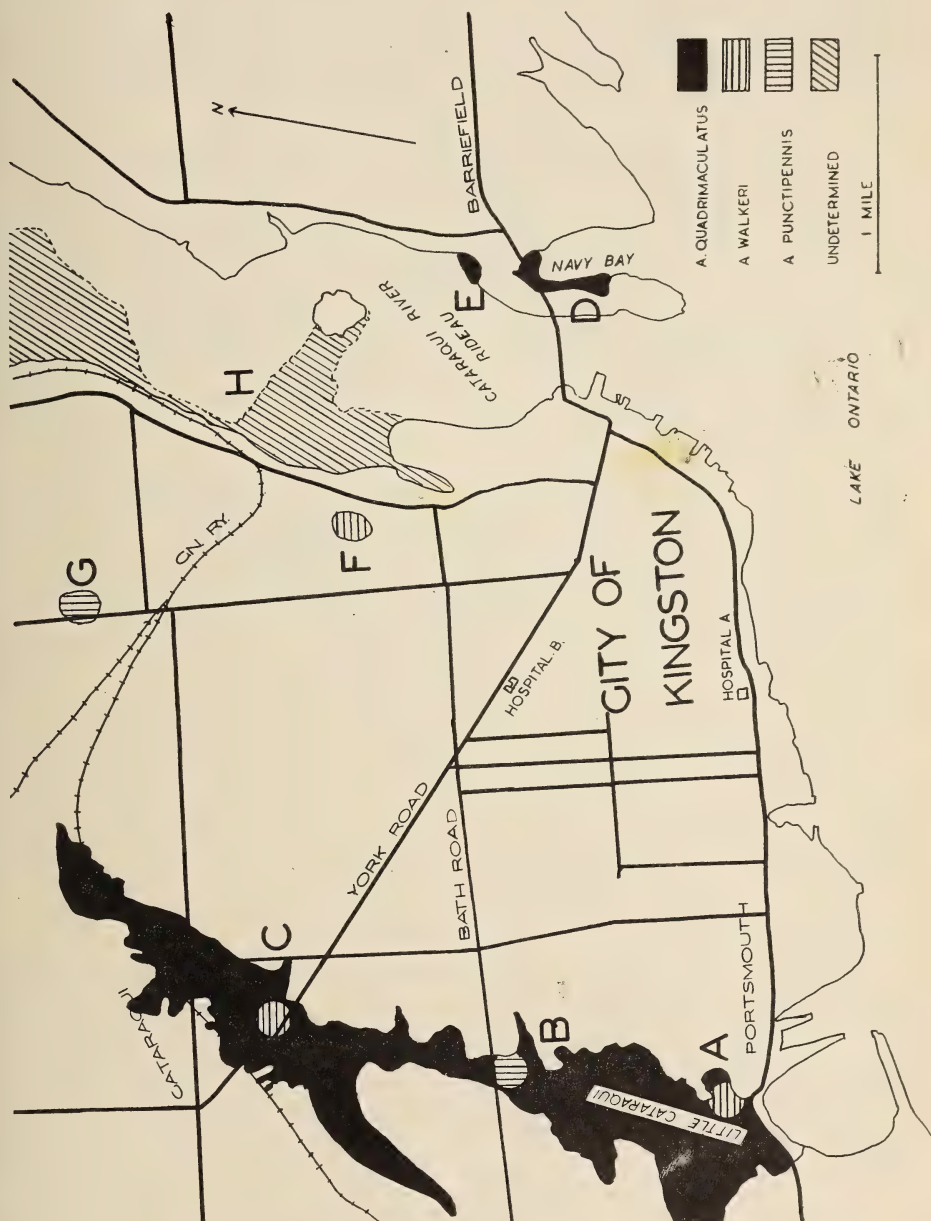 N
BARRIEFIELD
NAVY BAY
E
D
CATARAQUI RIVER
RIDEAU
H
G
F
C.N. RY.
CITY OF
KINGSTON
HOSPITAL B.
HOSPITAL A
YORK ROAD
BATH ROAD
PORTSMOUTH
CATARAQUI
C
B
A
LITTLE CATARAQUI
LAKE ONTARIO
A. QUADRIMACULATUS
A WALKERI
A PUNCTIPENNIS
UNDETERMINED
1 MILE